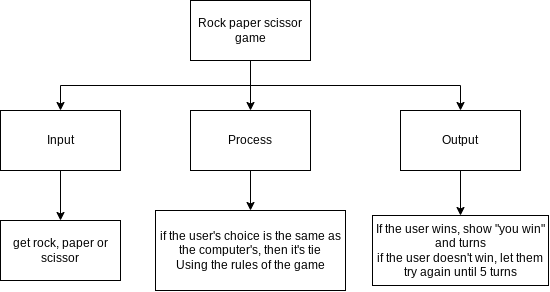 Rock paper scissor
game
Input
Process
Output
get rock, paper or
scissor
if the user's choice is the same as
the computer's, then it's tie
Using the rules of the game
If the user wins, show "you win"
and turns
if the user doesn't win, let them
try again until 5 turns